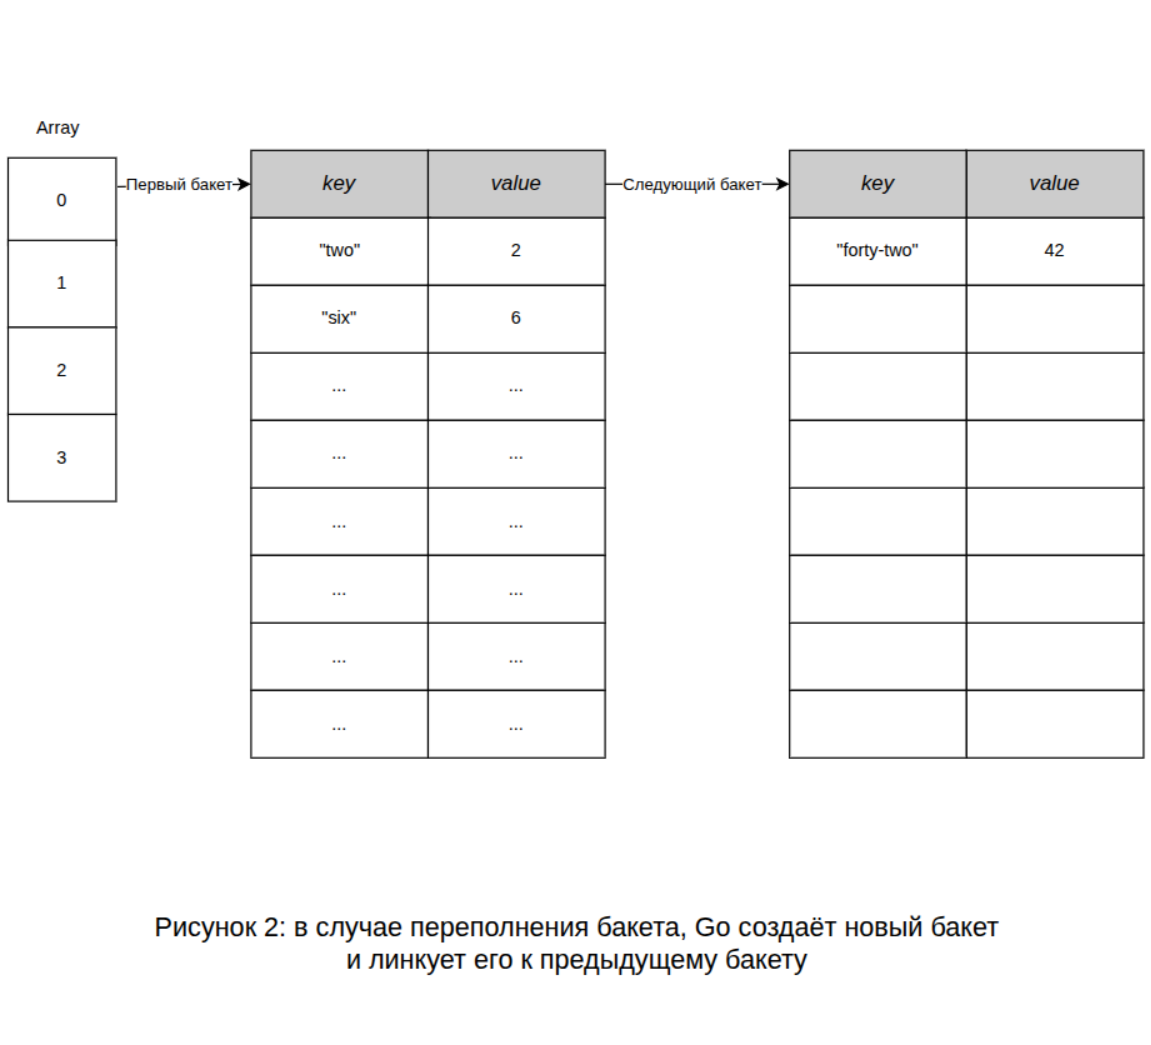 Array
0
1
2
3
Первый бакет
key value
"two" 2
"six" 6
... ...
... ...
... ...
... ...
... ...
... ...
Следующий бакет
key value
"forty-two" 42
Рисунок 2: в случае переполнения бакета, Go создаёт новый бакет
и линкует его к предыдущему бакету